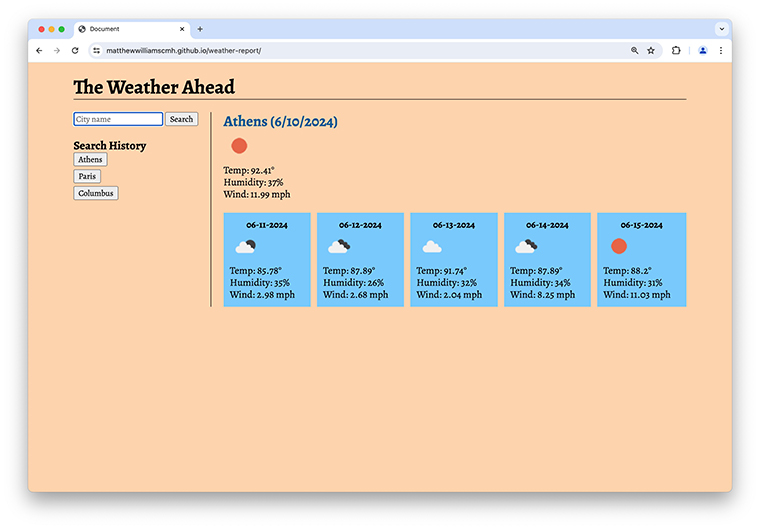 Document
matthewwilliamscmh.github.io/weather-report/
The Weather Ahead
City name Search
Search History
Athens
Paris
Columbus
Athens (6/10/2024)
Temp: 92.41°
Humidity: 37%
Wind: 11.99 mph
06-11-2024
Temp: 85.78°
Humidity: 35%
Wind: 2.98 mph
06-12-2024
Temp: 87.89°
Humidity: 26%
Wind: 2.68 mph
06-13-2024
Temp: 91.74°
Humidity: 32%
Wind: 2.04 mph
06-14-2024
Temp: 87.89°
Humidity: 34%
Wind: 8.25 mph
06-15-2024
Temp: 88.2°
Humidity: 31%
Wind: 11.03 mph